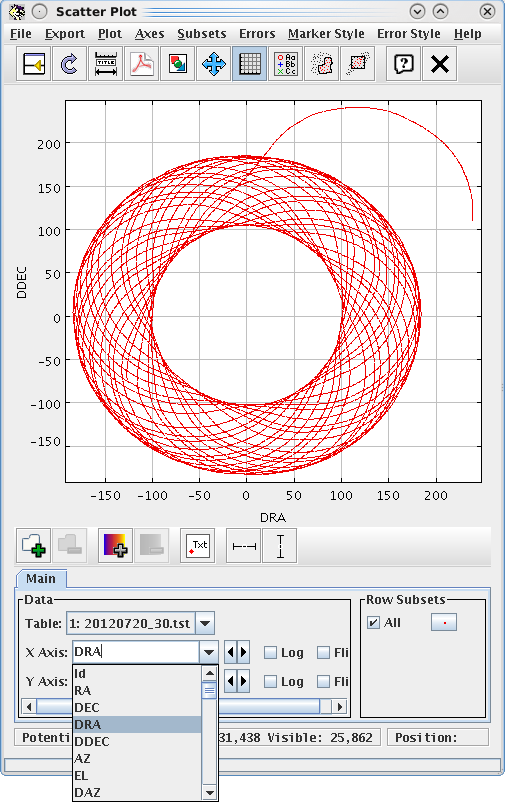 Scatter Plot
File Export Plot Axes Subsets Errors Marker Style Error Style Help
TITLE Aa Bb Cc ?
200
150
100
50
0
-50
-100
-150
DDEC
-150 -100 -50 0 50 100 150 200
DRA
Txt
Main
Data
Row Subsets
Table: 1: 20120720_30.tst
All
X Axis: DRA Log Fli
Y Axis: Log Fli
Id
RA
DEC
DRA
DDEC
AZ
EL
DAZ
Potenti 31,438 Visible: 25,862 Position: